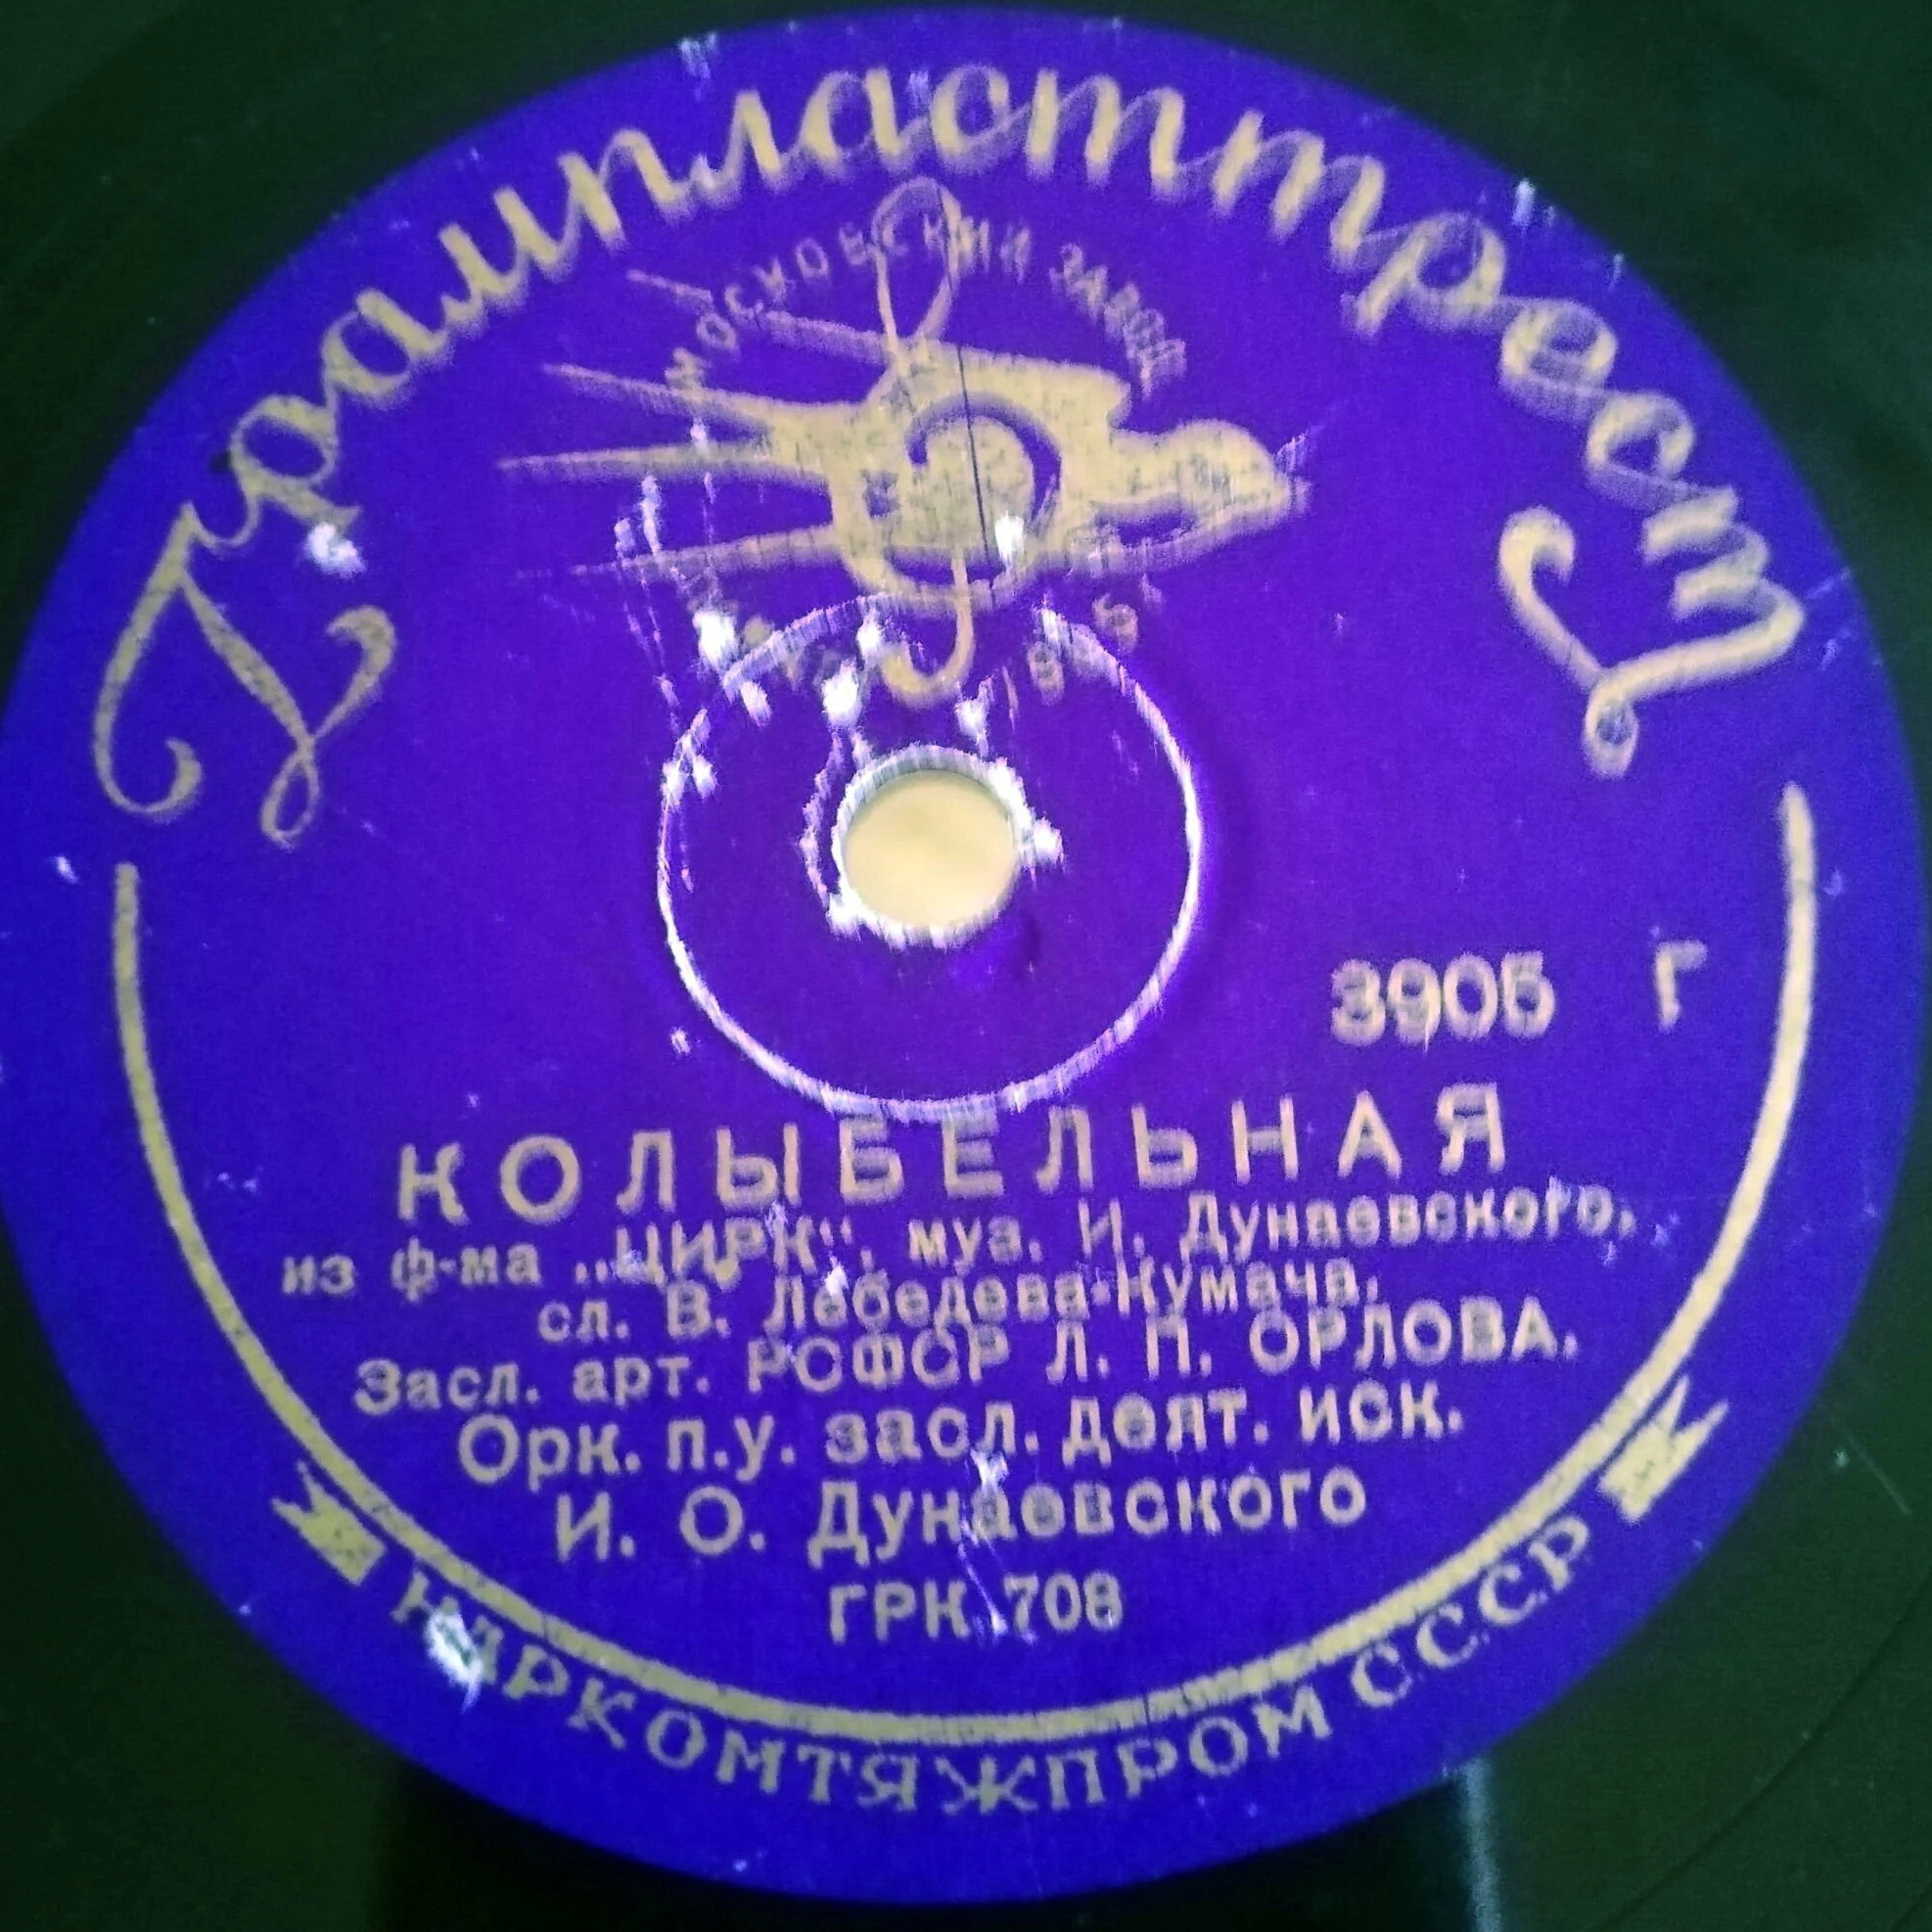 Грампласттрест
МОСКОВСКИЙ ЗАВОД
3905 Г
КОЛЫБЕЛЬНАЯ
из ф-ма „ЦИРК", муз. И. Дунаевского,
сл. В. Лебедева-Кумача.
Засл. арт. РСФСР Л. П. ОРЛОВА.
Орк. п.у. засл. деят. иск.
И. О. Дунаевского
ГРК 708
НАРКОМТЯЖПРОМ СССР